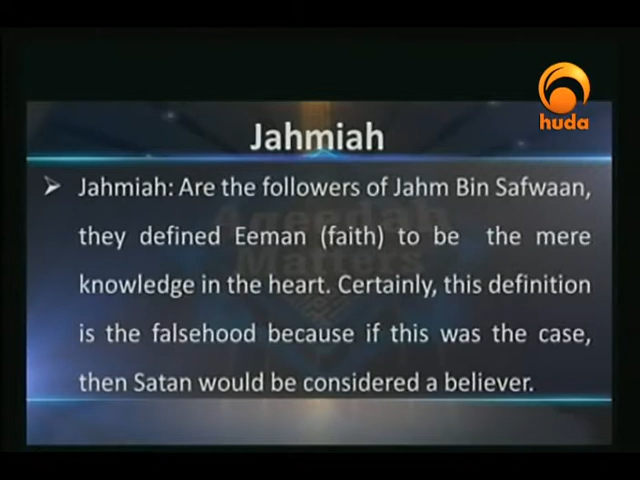 huda
Jahmiah
➢ Jahmiah: Are the followers of Jahm Bin Safwaan,
they defined Eeman (faith) to be the mere
knowledge in the heart. Certainly, this definition
is the falsehood because if this was the case,
then Satan would be considered a believer.
Aqeedah
Matters